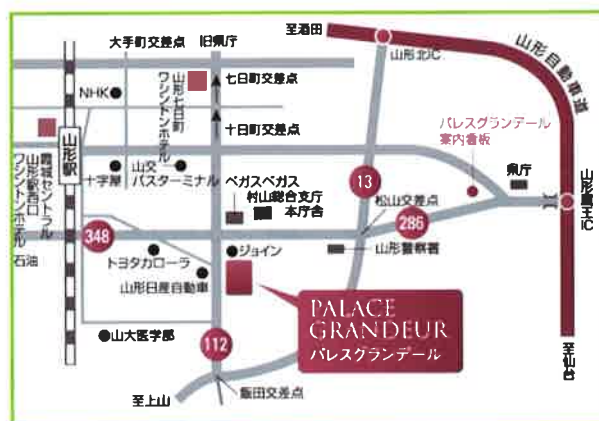 至酒田
大手町交差点
旧県庁
山形北IC
山形自動車道
NHK
山形七日町
ワシントンホテル
七日町交差点
十日町交差点
パレスグランデール
案内看板
県庁
山形蔵王IC
山形駅
霞城セントラル
山形駅西口
ワシントンホテル
十字屋
山交
バスターミナル
ベガスベガス
村山総合支庁
本庁舎
13
松山交差点
286
348
石油
トヨタカローラ
ジョイン
山形警察署
山形日産自動車
PALACE
GRANDEUR
パレスグランデール
山大医学部
112
至仙台
飯田交差点
至上山